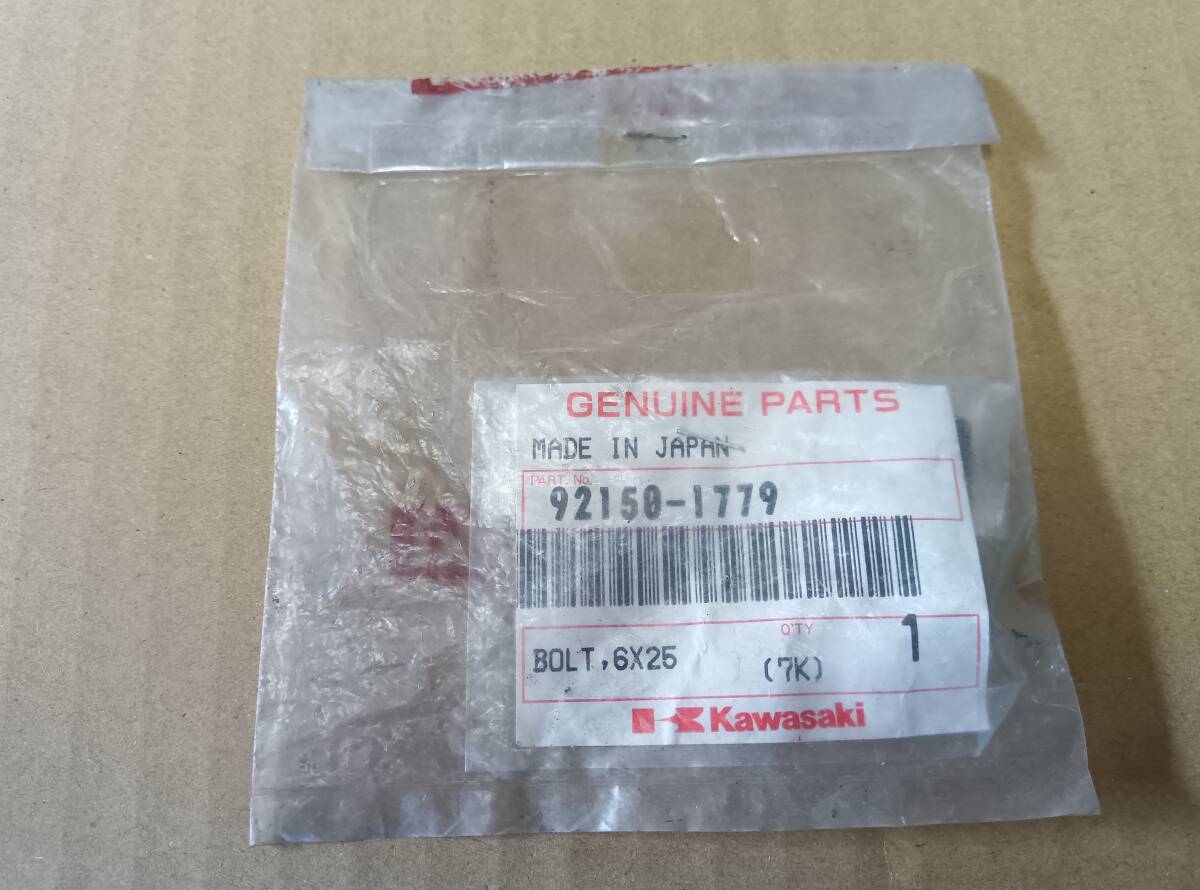 GENUINE PARTS
MADE IN JAPAN
PART. No.
92150-1779
BOLT,6X25
Q'TY
(7K)
1
Kawasaki